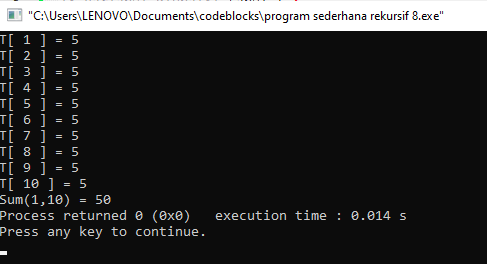 "C:\Users\LENOVO\Documents\codeblocks\program sederhana rekursif 8.exe"
T[ 1 ] = 5
T[ 2 ] = 5
T[ 3 ] = 5
T[ 4 ] = 5
T[ 5 ] = 5
T[ 6 ] = 5
T[ 7 ] = 5
T[ 8 ] = 5
T[ 9 ] = 5
T[ 10 ] = 5
Sum(1,10) = 50
Process returned 0 (0x0)   execution time : 0.014 s
Press any key to continue.